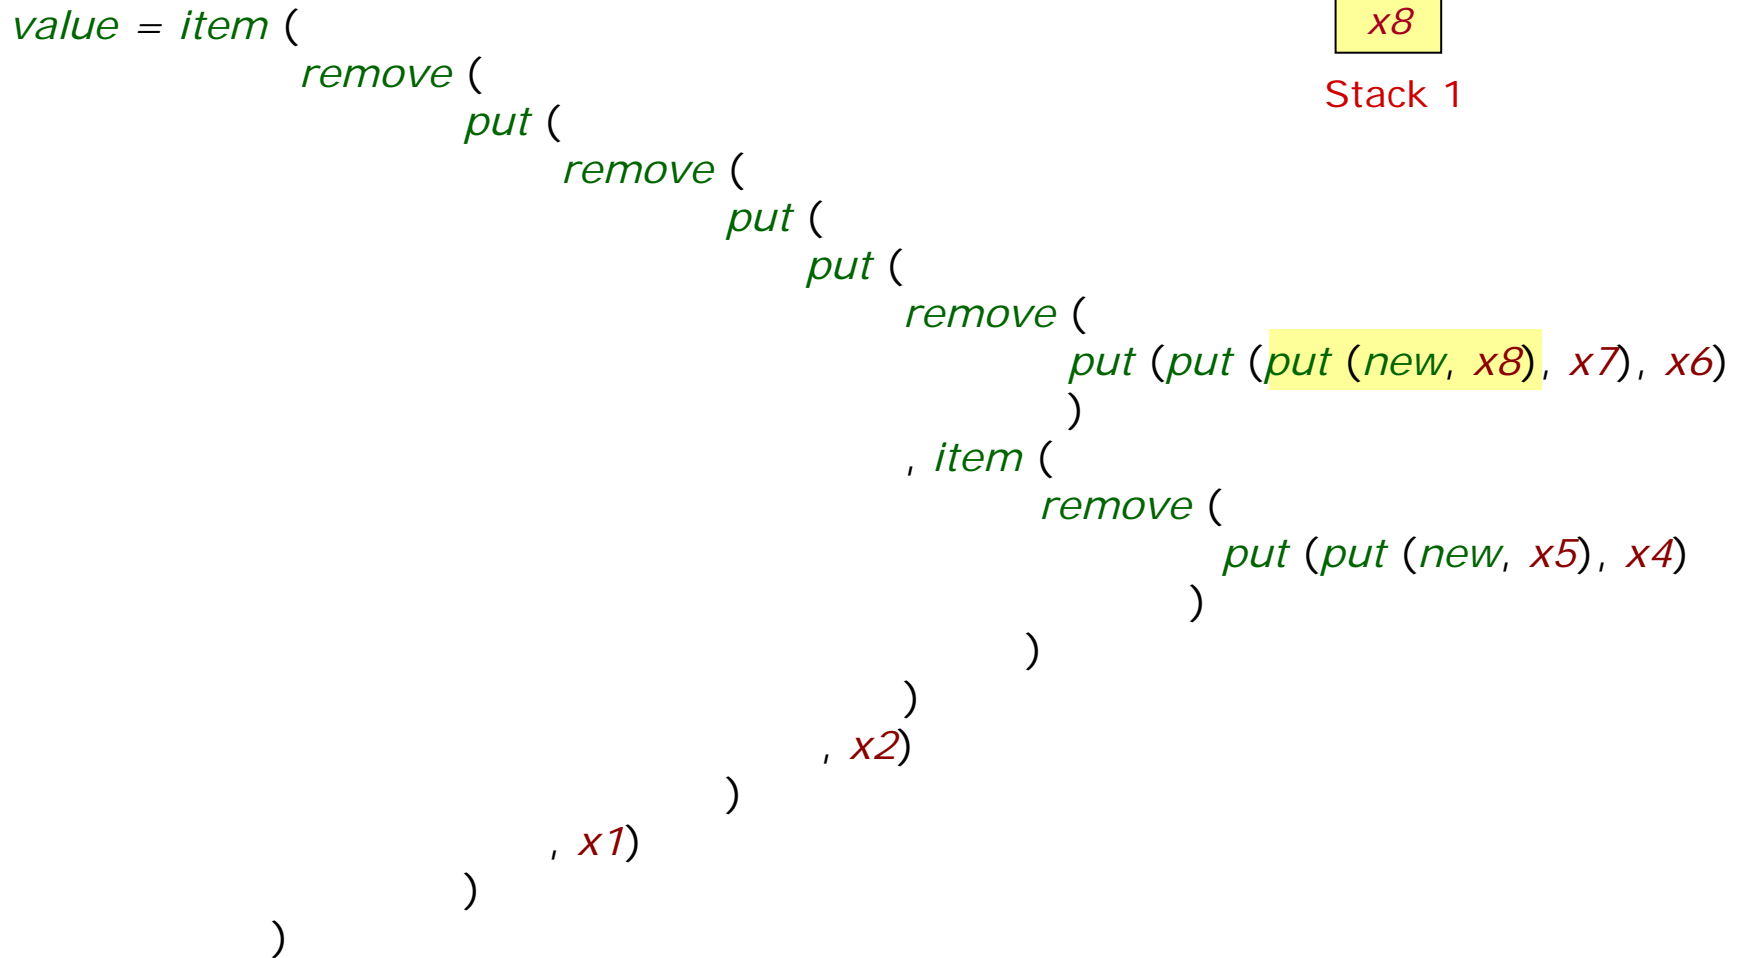 value = item (
x8
remove (
Stack 1
put (
remove (
put (
put (
remove (
put (put (put (new, x8), x7), x6)
)
, item (
remove (
put (put (new, x5), x4)
)
)
)
, x2)
)
, x1)
)
)